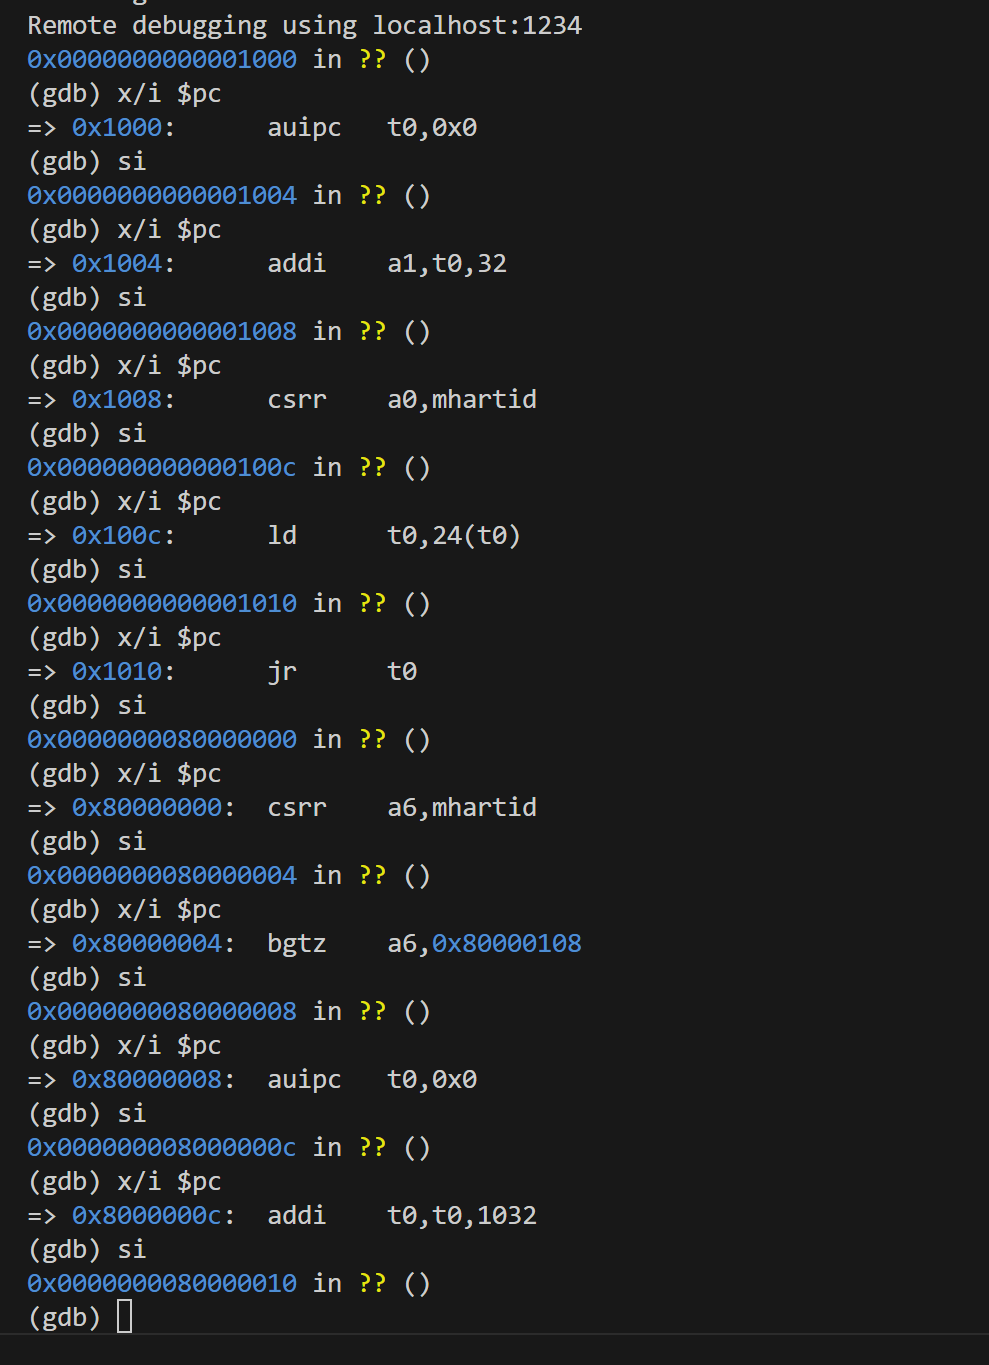 Remote debugging using localhost:1234
0x0000000000001000 in ?? ()
(gdb) x/i $pc
=> 0x1000:      auipc   t0,0x0
(gdb) si
0x0000000000001004 in ?? ()
(gdb) x/i $pc
=> 0x1004:      addi    a1,t0,32
(gdb) si
0x0000000000001008 in ?? ()
(gdb) x/i $pc
=> 0x1008:      csrr    a0,mhartid
(gdb) si
0x000000000000100c in ?? ()
(gdb) x/i $pc
=> 0x100c:      ld      t0,24(t0)
(gdb) si
0x0000000000001010 in ?? ()
(gdb) x/i $pc
=> 0x1010:      jr      t0
(gdb) si
0x0000000080000000 in ?? ()
(gdb) x/i $pc
=> 0x80000000:  csrr    a6,mhartid
(gdb) si
0x0000000080000004 in ?? ()
(gdb) x/i $pc
=> 0x80000004:  bgtz    a6,0x80000108
(gdb) si
0x0000000080000008 in ?? ()
(gdb) x/i $pc
=> 0x80000008:  auipc   t0,0x0
(gdb) si
0x000000008000000c in ?? ()
(gdb) x/i $pc
=> 0x8000000c:  addi    t0,t0,1032
(gdb) si
0x0000000080000010 in ?? ()
(gdb)